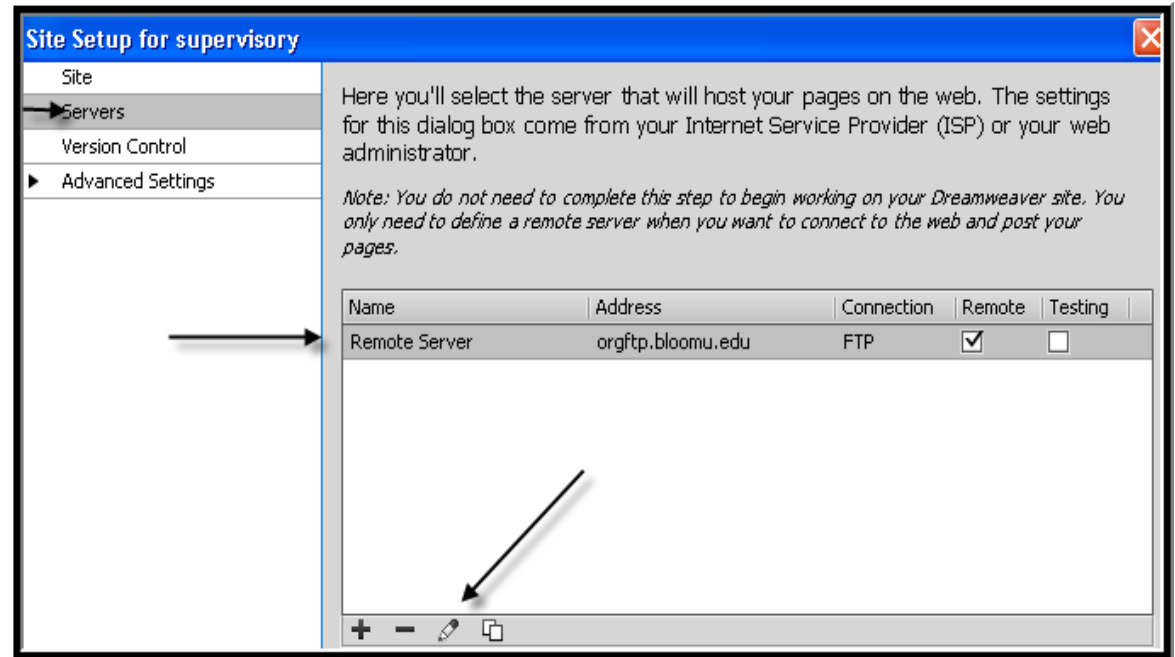 Site Setup for supervisory
Site
Servers
Version Control
Advanced Settings
Here you'll select the server that will host your pages on the web. The settings
for this dialog box come from your Internet Service Provider (ISP) or your web
administrator.
Note: You do not need to complete this step to begin working on your Dreamweaver site. You
only need to define a remote server when you want to connect to the web and post your
pages.
Name Address Connection Remote Testing
Remote Server orgftp.bloomu.edu FTP